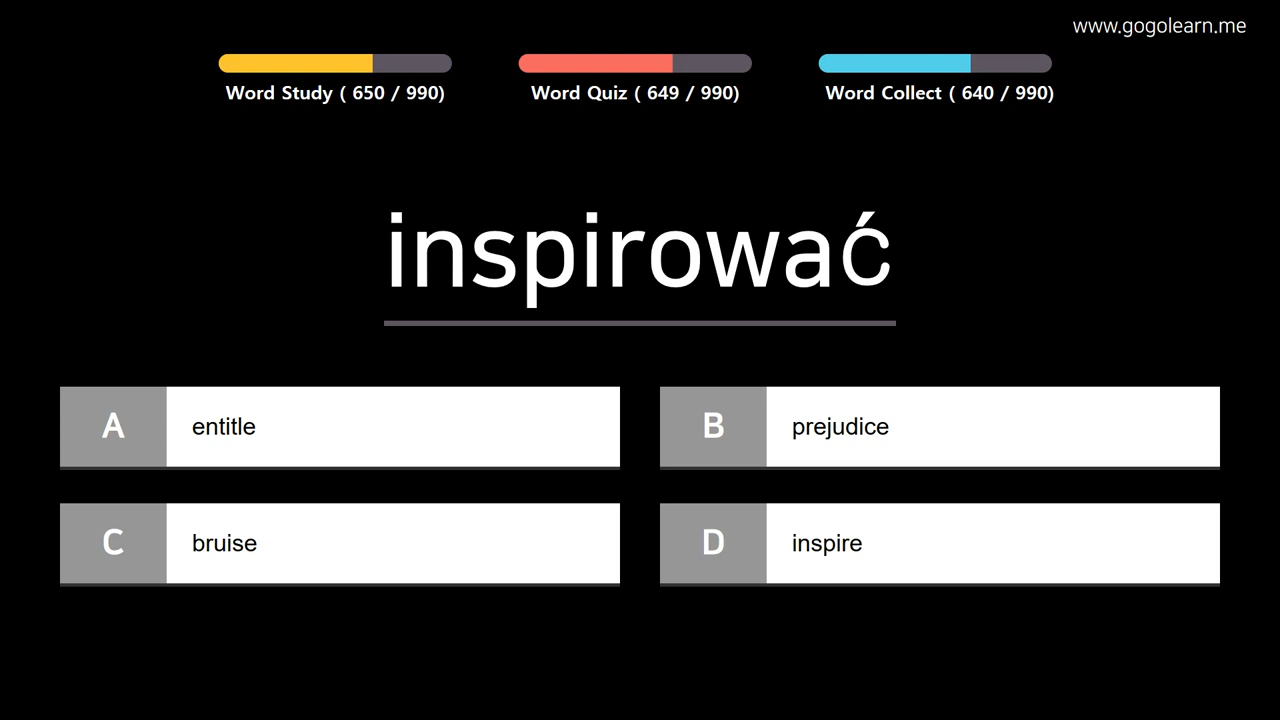 www.gogolearn.me
Word Study ( 650 / 990)
Word Quiz ( 649 / 990)
Word Collect ( 640 / 990)
inspirować
A entitle
B prejudice
C bruise
D inspire